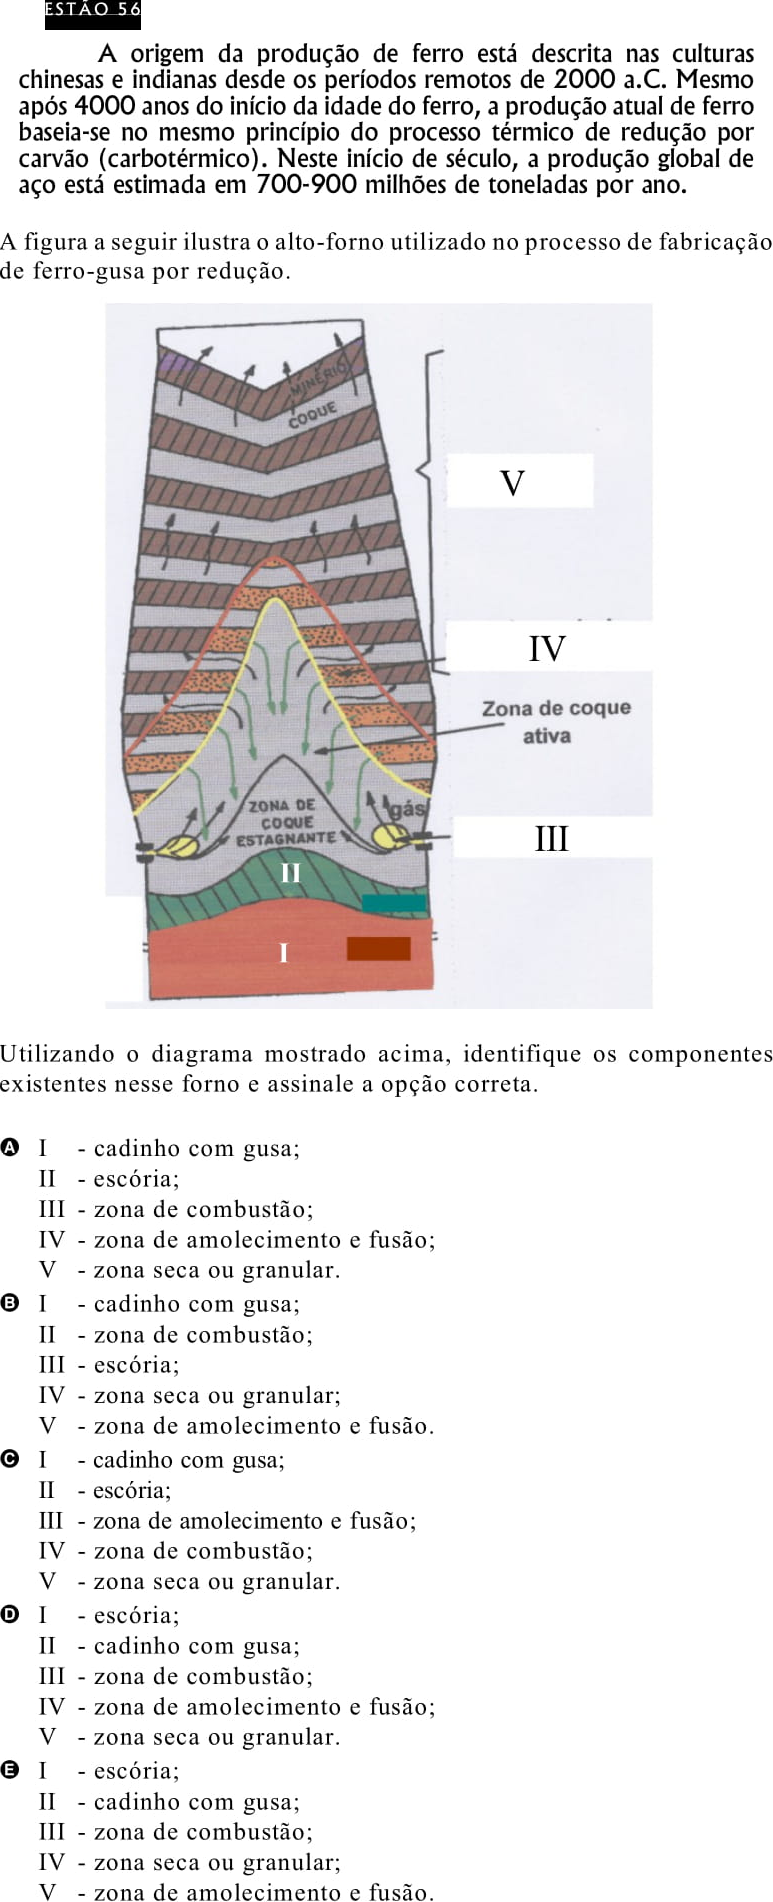 ESTÃO 56
A origem da produção de ferro está descrita nas culturas
chinesas e indianas desde os períodos remotos de 2000 a.C. Mesmo
após 4000 anos do início da idade do ferro, a produção atual de ferro
baseia-se no mesmo princípio do processo térmico de redução por
carvão (carbotérmico). Neste início de século, a produção global de
aço está estimada em 700-900 milhões de toneladas por ano.
A figura a seguir ilustra o alto-forno utilizado no processo de fabricação
de ferro-gusa por redução.
MINÉRIO
COQUE
V
IV
Zona de coque
ativa
ZONA DE
COQUE
ESTAGNANTE
gás
III
II
I
Utilizando o diagrama mostrado acima, identifique os componentes
existentes nesse forno e assinale a opção correta.
A I - cadinho com gusa;
II - escória;
III - zona de combustão;
IV - zona de amolecimento e fusão;
V - zona seca ou granular.
B I - cadinho com gusa;
II - zona de combustão;
III - escória;
IV - zona seca ou granular;
V - zona de amolecimento e fusão.
C I - cadinho com gusa;
II - escória;
III - zona de amolecimento e fusão;
IV - zona de combustão;
V - zona seca ou granular.
D I - escória;
II - cadinho com gusa;
III - zona de combustão;
IV - zona de amolecimento e fusão;
V - zona seca ou granular.
E I - escória;
II - cadinho com gusa;
III - zona de combustão;
IV - zona seca ou granular;
V - zona de amolecimento e fusão.